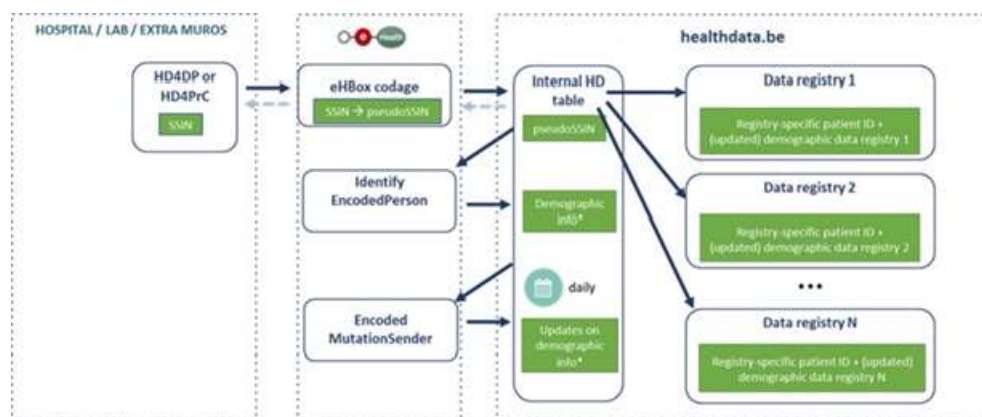 HOSPITAL / LAB / EXTRA MUROS
HD4DP or
HD4PrC
SSIN
e Health
eHBox codage
SSIN → pseudoSSIN
Identify
EncodedPerson
Encoded
MutationSender
healthdata.be
Internal HD
table
pseudoSSIN
Demographic
info*
daily
Updates on
demographic
info*
Data registry 1
Registry-specific patient ID +
(updated) demographic data registry 1
Data registry 2
Registry-specific patient ID +
(updated) demographic data registry 2
...
Data registry N
Registry-specific patient ID + (updated)
demographic data registry N